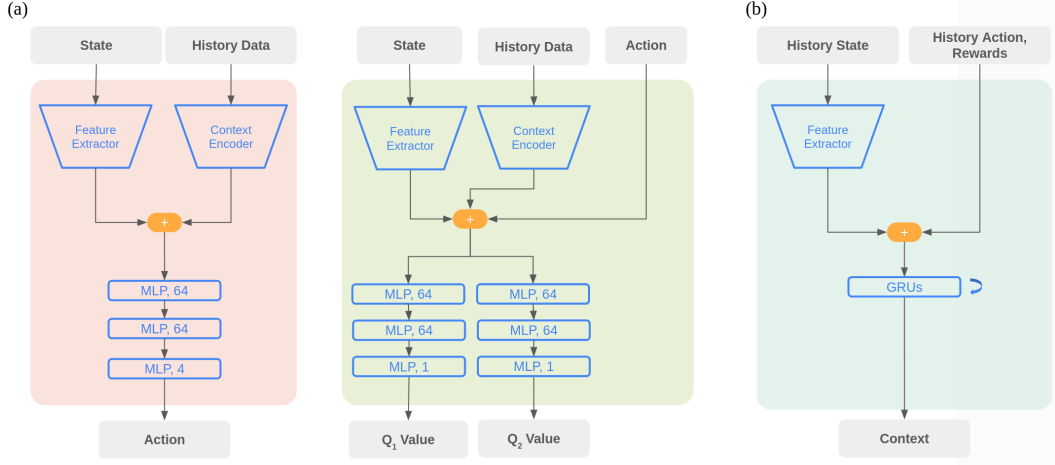 (a)
(b)
State
History Data
State
History Data
Action
History State
History Action,
Rewards
Feature
Extractor
Context
Encoder
Feature
Extractor
Context
Encoder
Feature
Extractor
+
+
+
MLP, 64
MLP, 64
MLP, 4
MLP, 64
MLP, 64
MLP, 64
MLP, 64
MLP, 1
MLP, 1
GRUs
Action
Q1 Value
Q2 Value
Context